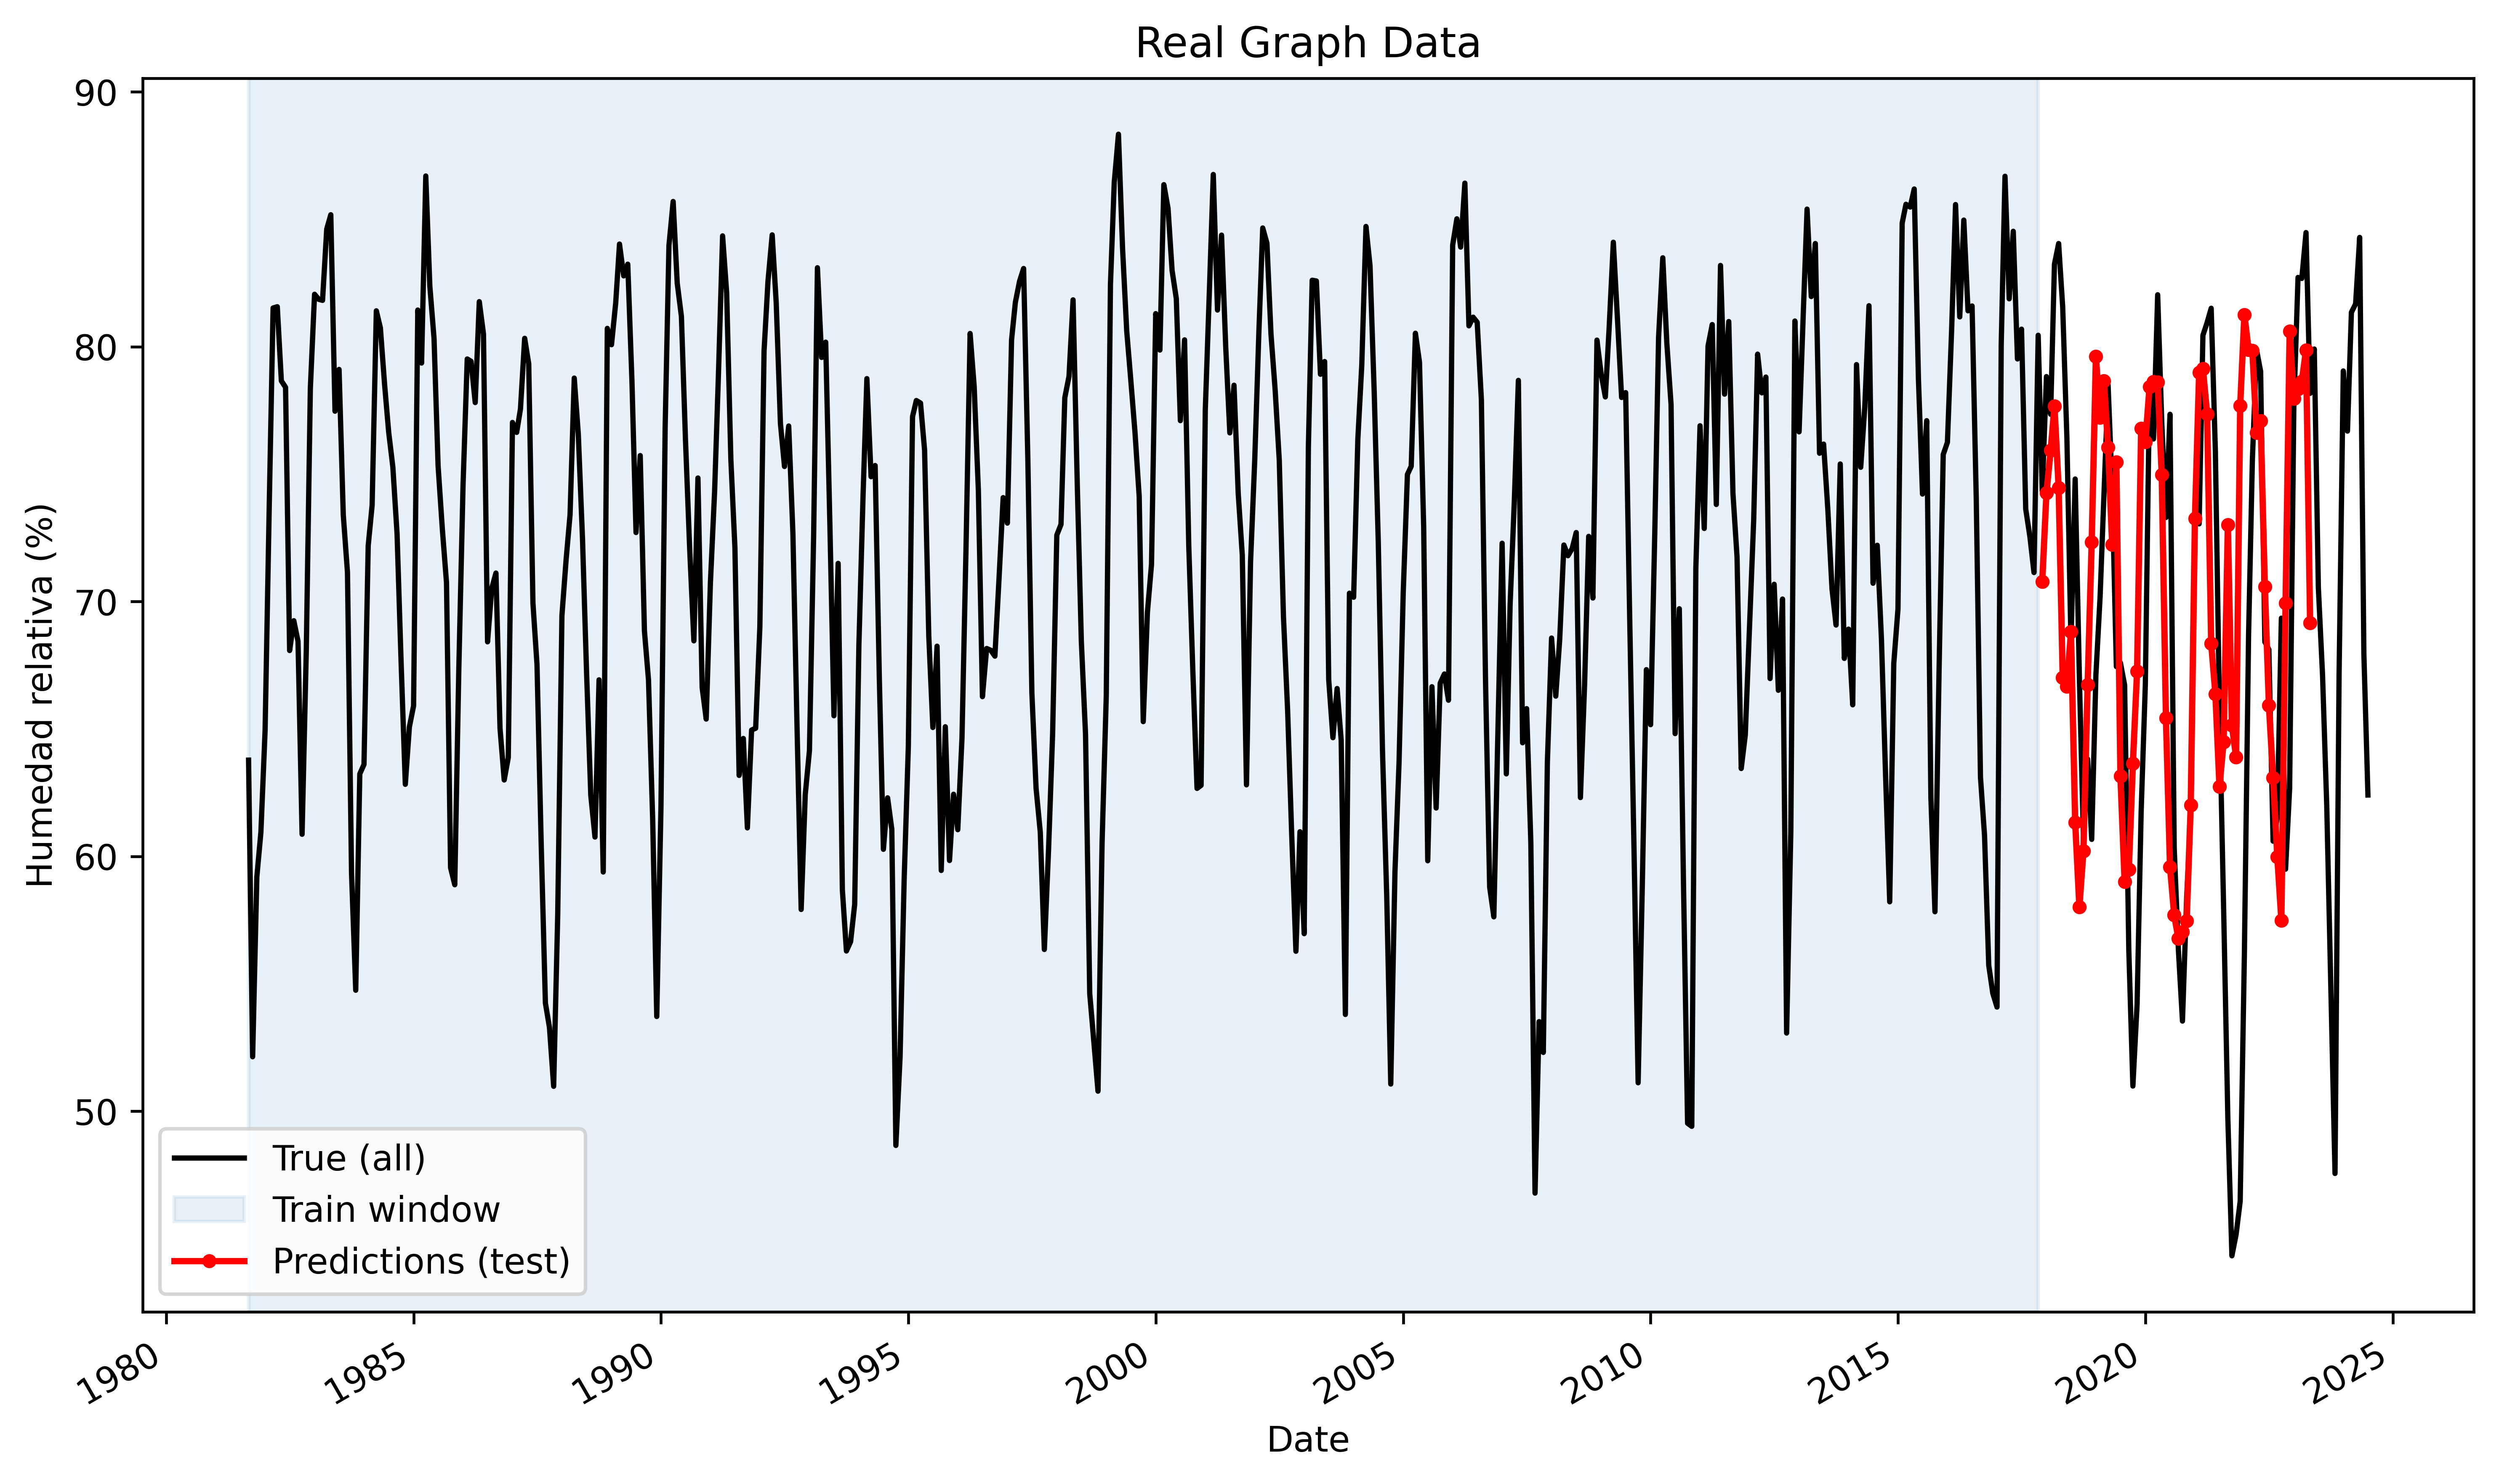 Real Graph Data
Humedad relativa (%)
90
80
70
60
50
True (all)
Train window
Predictions (test)
1980
1985
1990
1995
2000
2005
2010
2015
2020
2025
Date